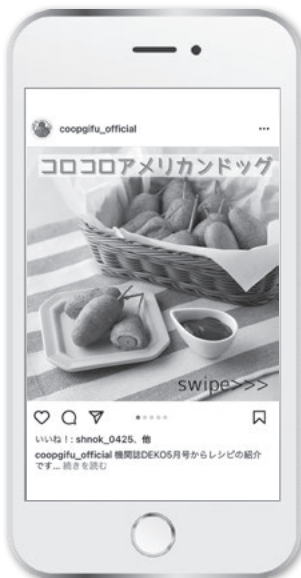 coopgifu_official
コロコロアメリカンドッグ
swipe>>>
いいね！: shnok_0425、他
coopgifu_official 機関誌DEKO5月号からレシピの紹介
です... 続きを読む